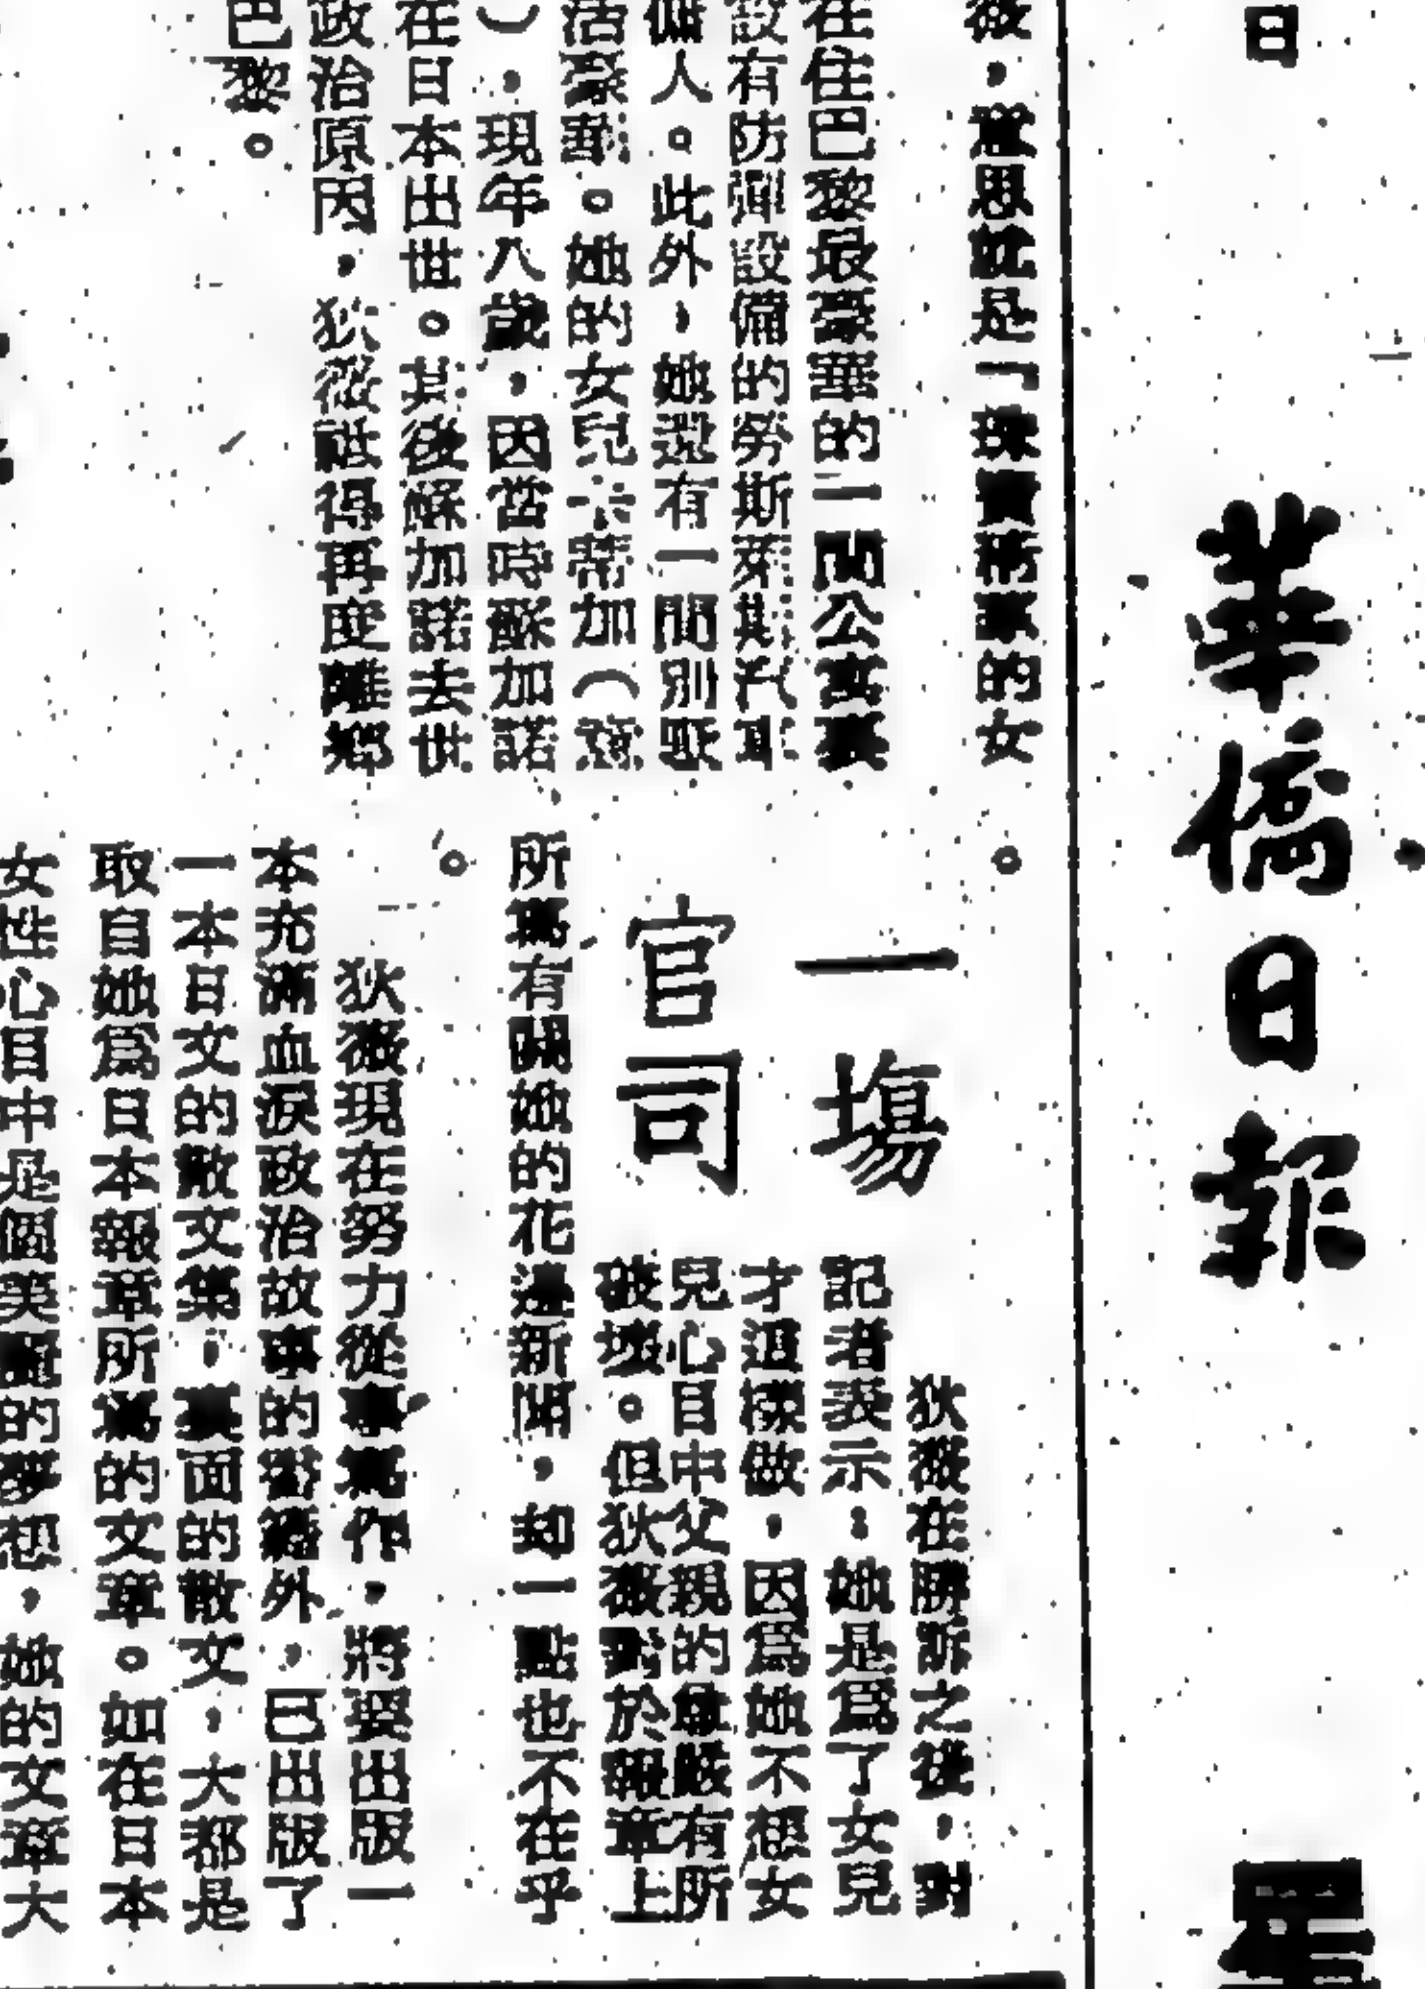 日
華僑日報
薇，意思就是「珠寶稀寧的女
在住巴黎最豪華的一間公寓裏
設有防彈設備的勞斯萊斯汽車
傭人。此外，她還有一間別墅
活豪劃。她的女兒卡蒂加（意
），現年八歲，因當時蘇加諾
在日本出世。其後蘇加諾去世
政治原因，狄薇祗得再度離鄉
巴黎。
。
一場
官司
狄薇在勝訴之後，對
記者表示：她是爲了女兒
才這樣做，因爲她不想女
兒心目中父親的尊嚴有所
破壞。但狄薇對於報章上
所寫有關她的花邊新聞，却一點也不在乎
。
狄薇現在努力從事寫作，將要出版一
本充滿血淚政治故事的書籍外，已出版了
一本日文的散文集，裏面的散文，大都是
取自她爲日本報章所寫的文章。如在日本
女性心目中是個美麗的夢想，她的文章大